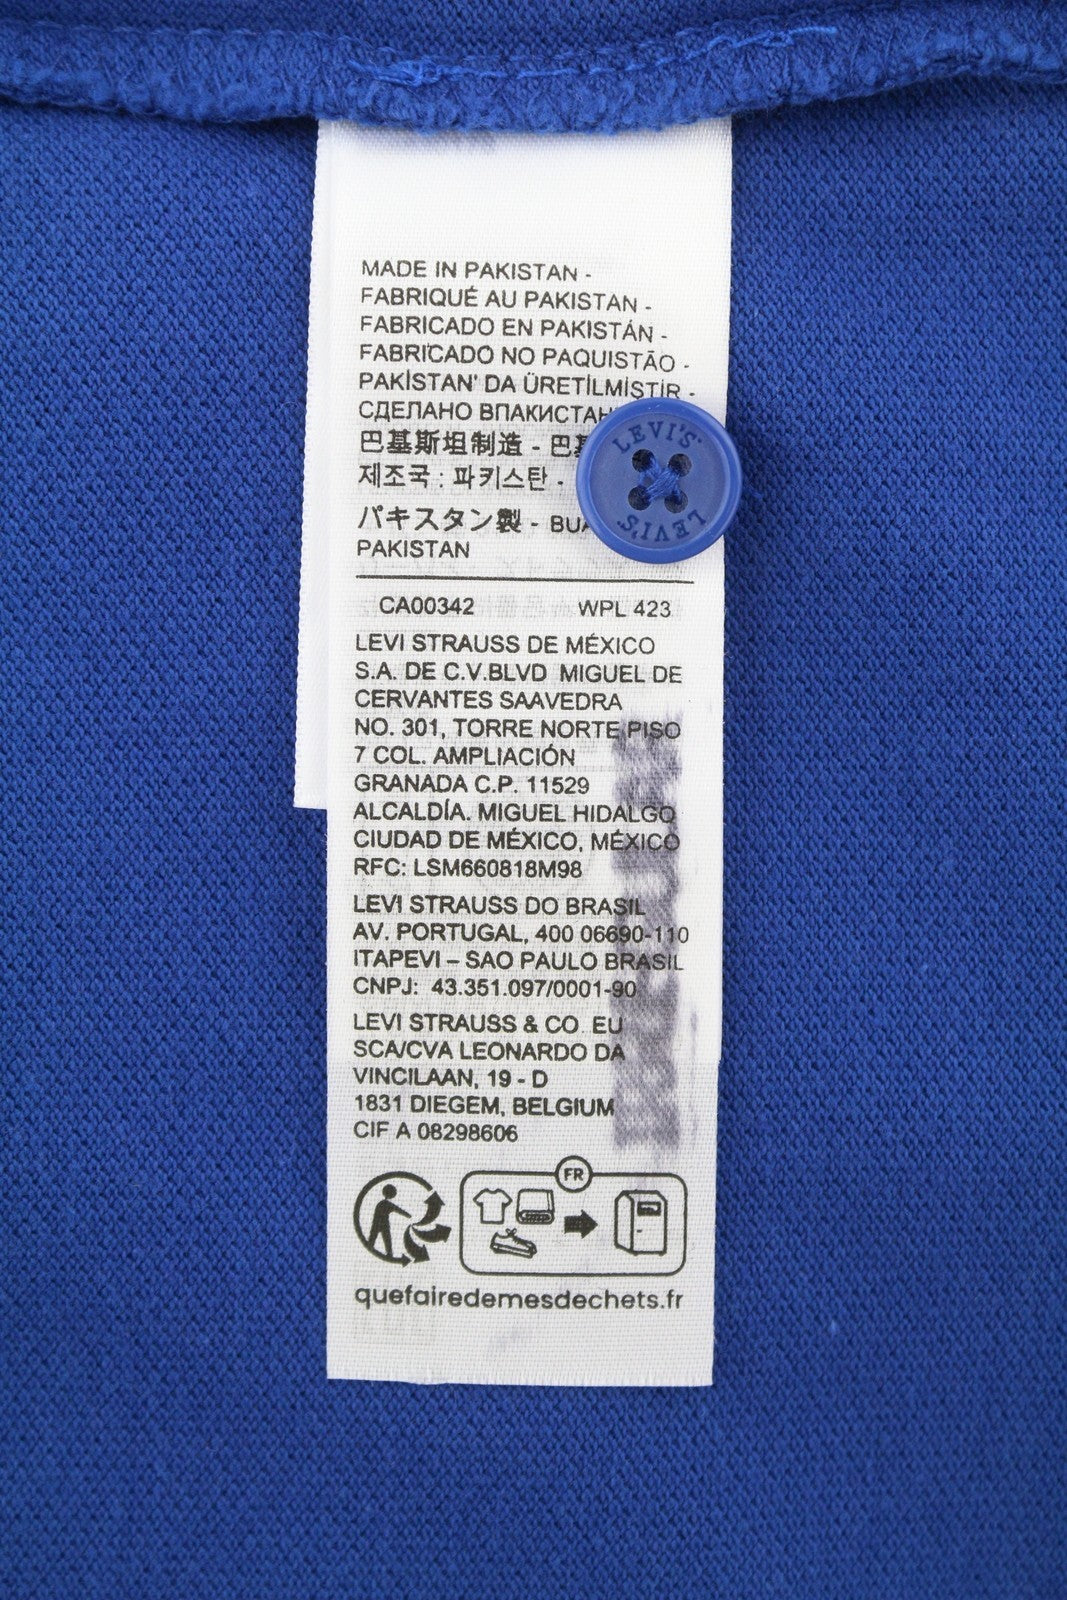 MADE IN PAKISTAN -
FABRIQUÉ AU PAKISTAN -
FABRICADO EN PAKISTÁN -
FABRICADO NO PAQUISTÃO -
PAKİSTAN' DA ÜRETİLMİSTİR -
СДЕЛАНО ВПАКИСТАН
巴基斯坦制造 - 巴基
제조국 : 파키스탄 -
パキスタン製 -
PAKISTAN
LEVI'S
LEVI'S
CA00342 WPL 423
LEVI STRAUSS DE MÉXICO
S.A. DE C.V.BLVD MIGUEL DE
CERVANTES SAAVEDRA
NO. 301, TORRE NORTE PISO
7 COL. AMPLIACIÓN
GRANADA C.P. 11529
ALCALDÍA. MIGUEL HIDALGO
CIUDAD DE MÉXICO, MÉXICO
RFC: LSM660818M98
LEVI STRAUSS DO BRASIL
AV. PORTUGAL, 400 06690-110
ITAPEVI – SAO PAULO BRASIL
CNPJ: 43.351.097/0001-90
LEVI STRAUSS & CO. EU
SCA/CVA LEONARDO DA
VINCILAAN, 19 - D
1831 DIEGEM, BELGIUM
CIF A 08298606
FR
quefairedemesdechets.fr